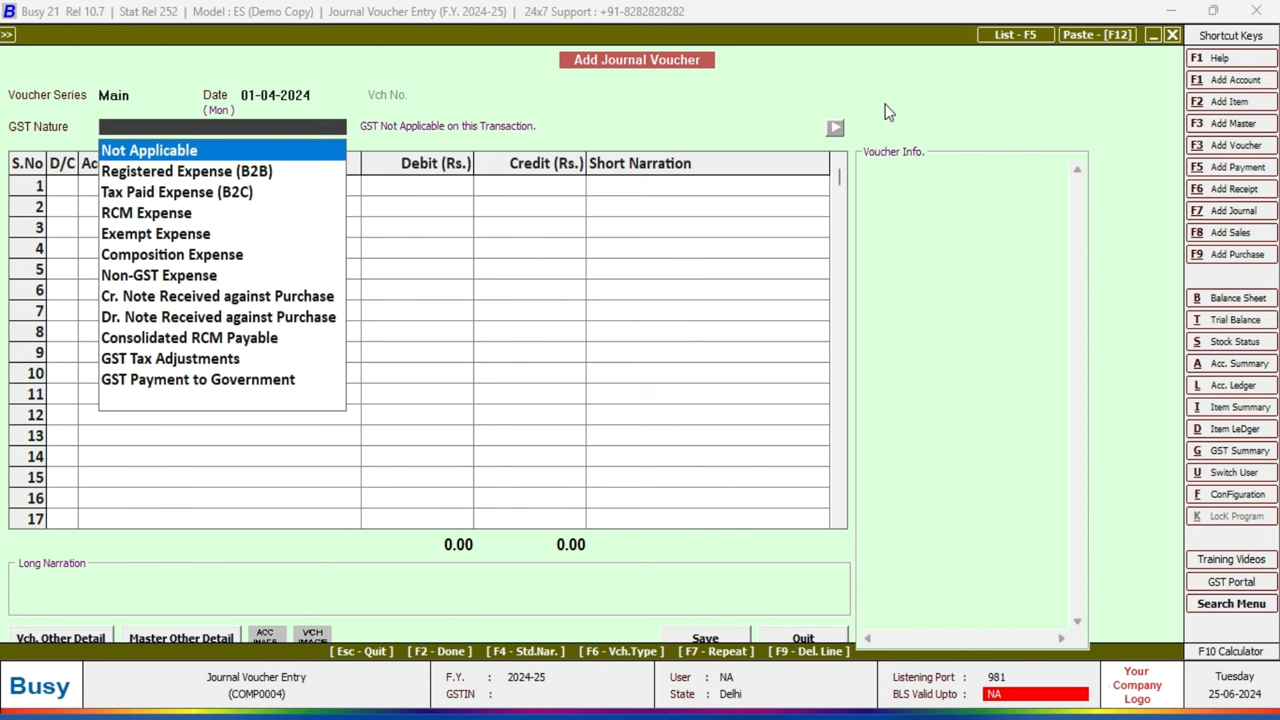 Busy 21 Rel 10.7 | Stat Rel 252 | Model : ES (Demo Copy) | Journal Voucher Entry (F.Y. 2024-25) | 24x7 Support : +91-8282828282
>> List - F5 Paste - [F12]
Add Journal Voucher
Voucher Series Main Date 01-04-2024 Vch No.
( Mon )
GST Nature GST Not Applicable on this Transaction.
S.No D/C Ac Debit (Rs.) Credit (Rs.) Short Narration
Not Applicable
Registered Expense (B2B)
Tax Paid Expense (B2C)
RCM Expense
Exempt Expense
Composition Expense
Non-GST Expense
Cr. Note Received against Purchase
Dr. Note Received against Purchase
Consolidated RCM Payable
GST Tax Adjustments
GST Payment to Government
1
2
3
4
5
6
7
8
9
10
11
12
13
14
15
16
17
0.00 0.00
Long Narration
Voucher Info.
Vch. Other Detail Master Other Detail ACC IMAGE VCH IMAGE Save Quit
[ Esc - Quit ] [ F2 - Done ] [ F4 - Std.Nar. ] [ F6 - Vch.Type ] [ F7 - Repeat ] [ F9 - Del. Line ]
Shortcut Keys
F1 Help
F1 Add Account
F2 Add Item
F3 Add Master
F3 Add Voucher
F5 Add Payment
F6 Add Receipt
F7 Add Journal
F8 Add Sales
F9 Add Purchase
B Balance Sheet
T Trial Balance
S Stock Status
A Acc. Summary
L Acc. Ledger
I Item Summary
D Item LeDger
G GST Summary
U Switch User
F ConFiguration
K LocK Program
Training Videos
GST Portal
Search Menu
F10 Calculator
Busy
Journal Voucher Entry
(COMP0004)
F.Y. : 2024-25
GSTIN :
User : NA
State : Delhi
Listening Port : 981
BLS Valid Upto : NA
Your
Company
Logo
Tuesday
25-06-2024